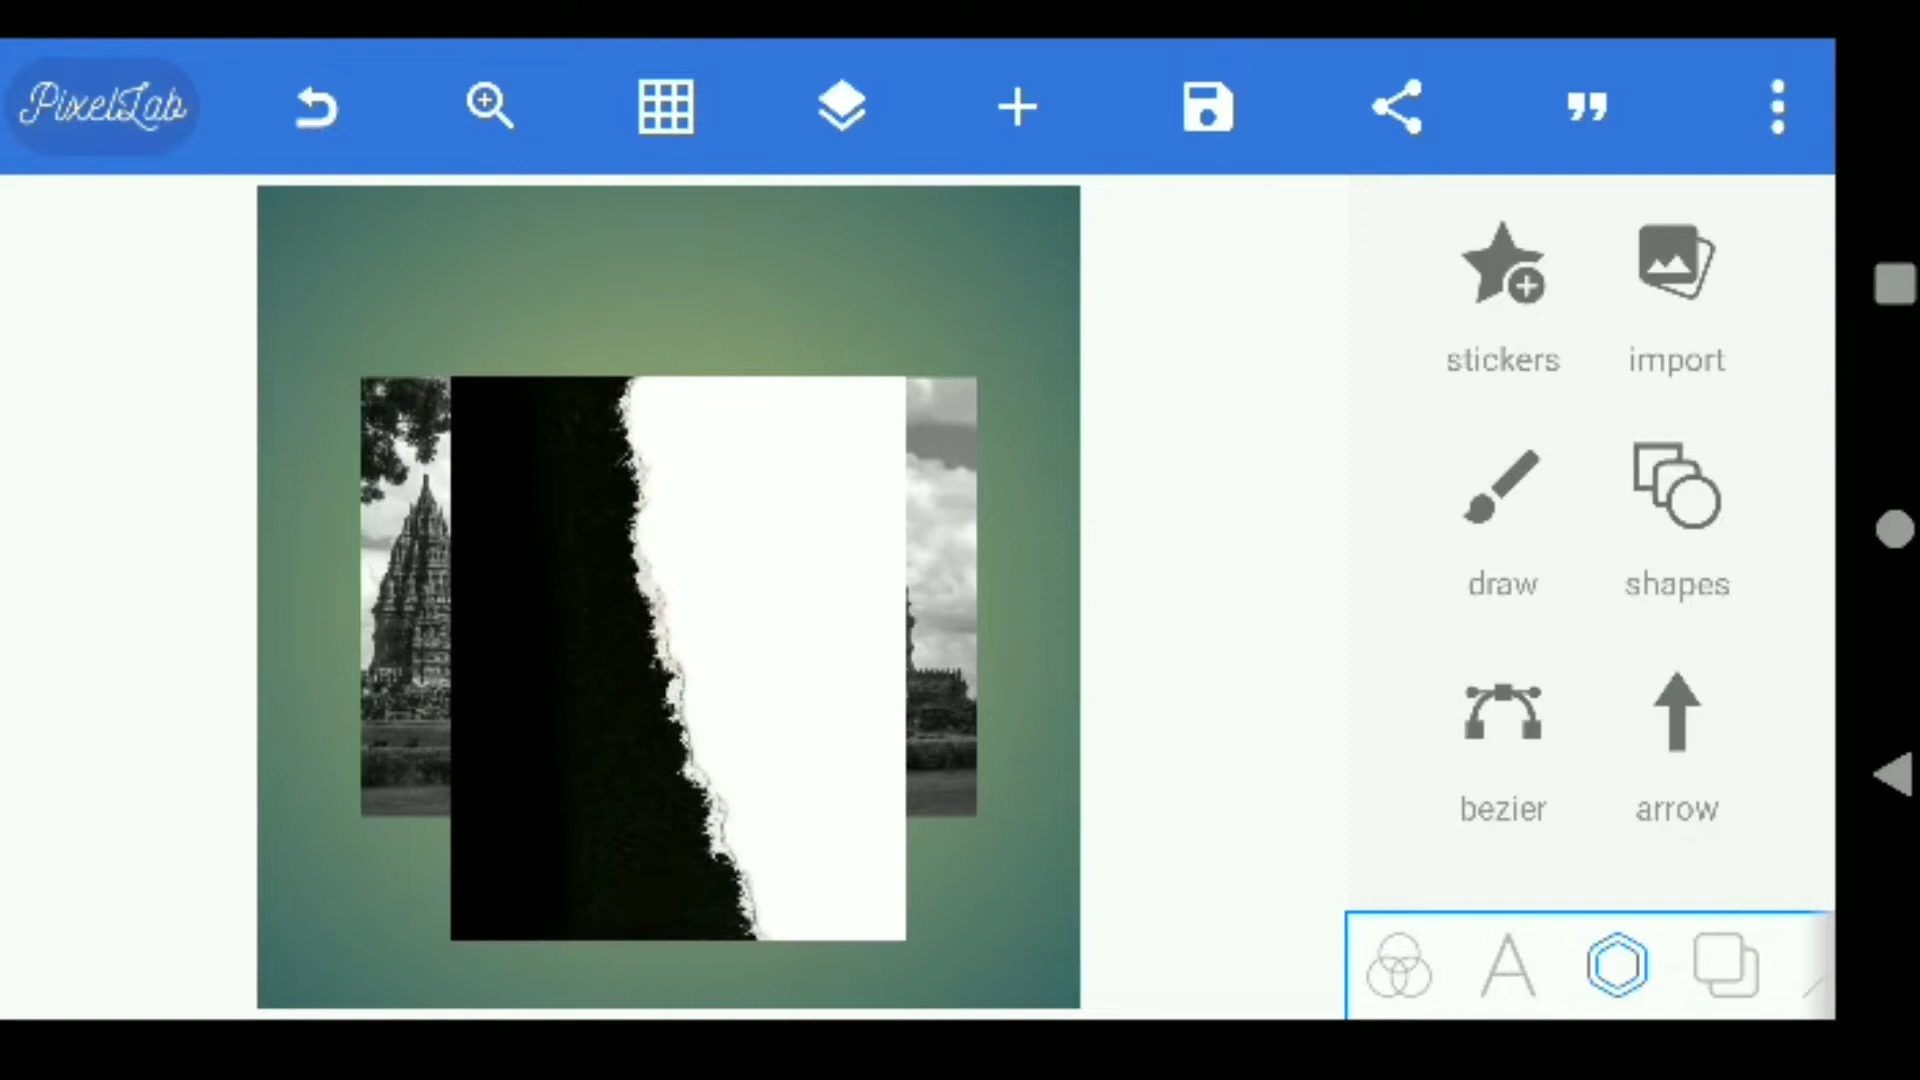 PixelLab
stickers
import
draw
shapes
bezier
arrow